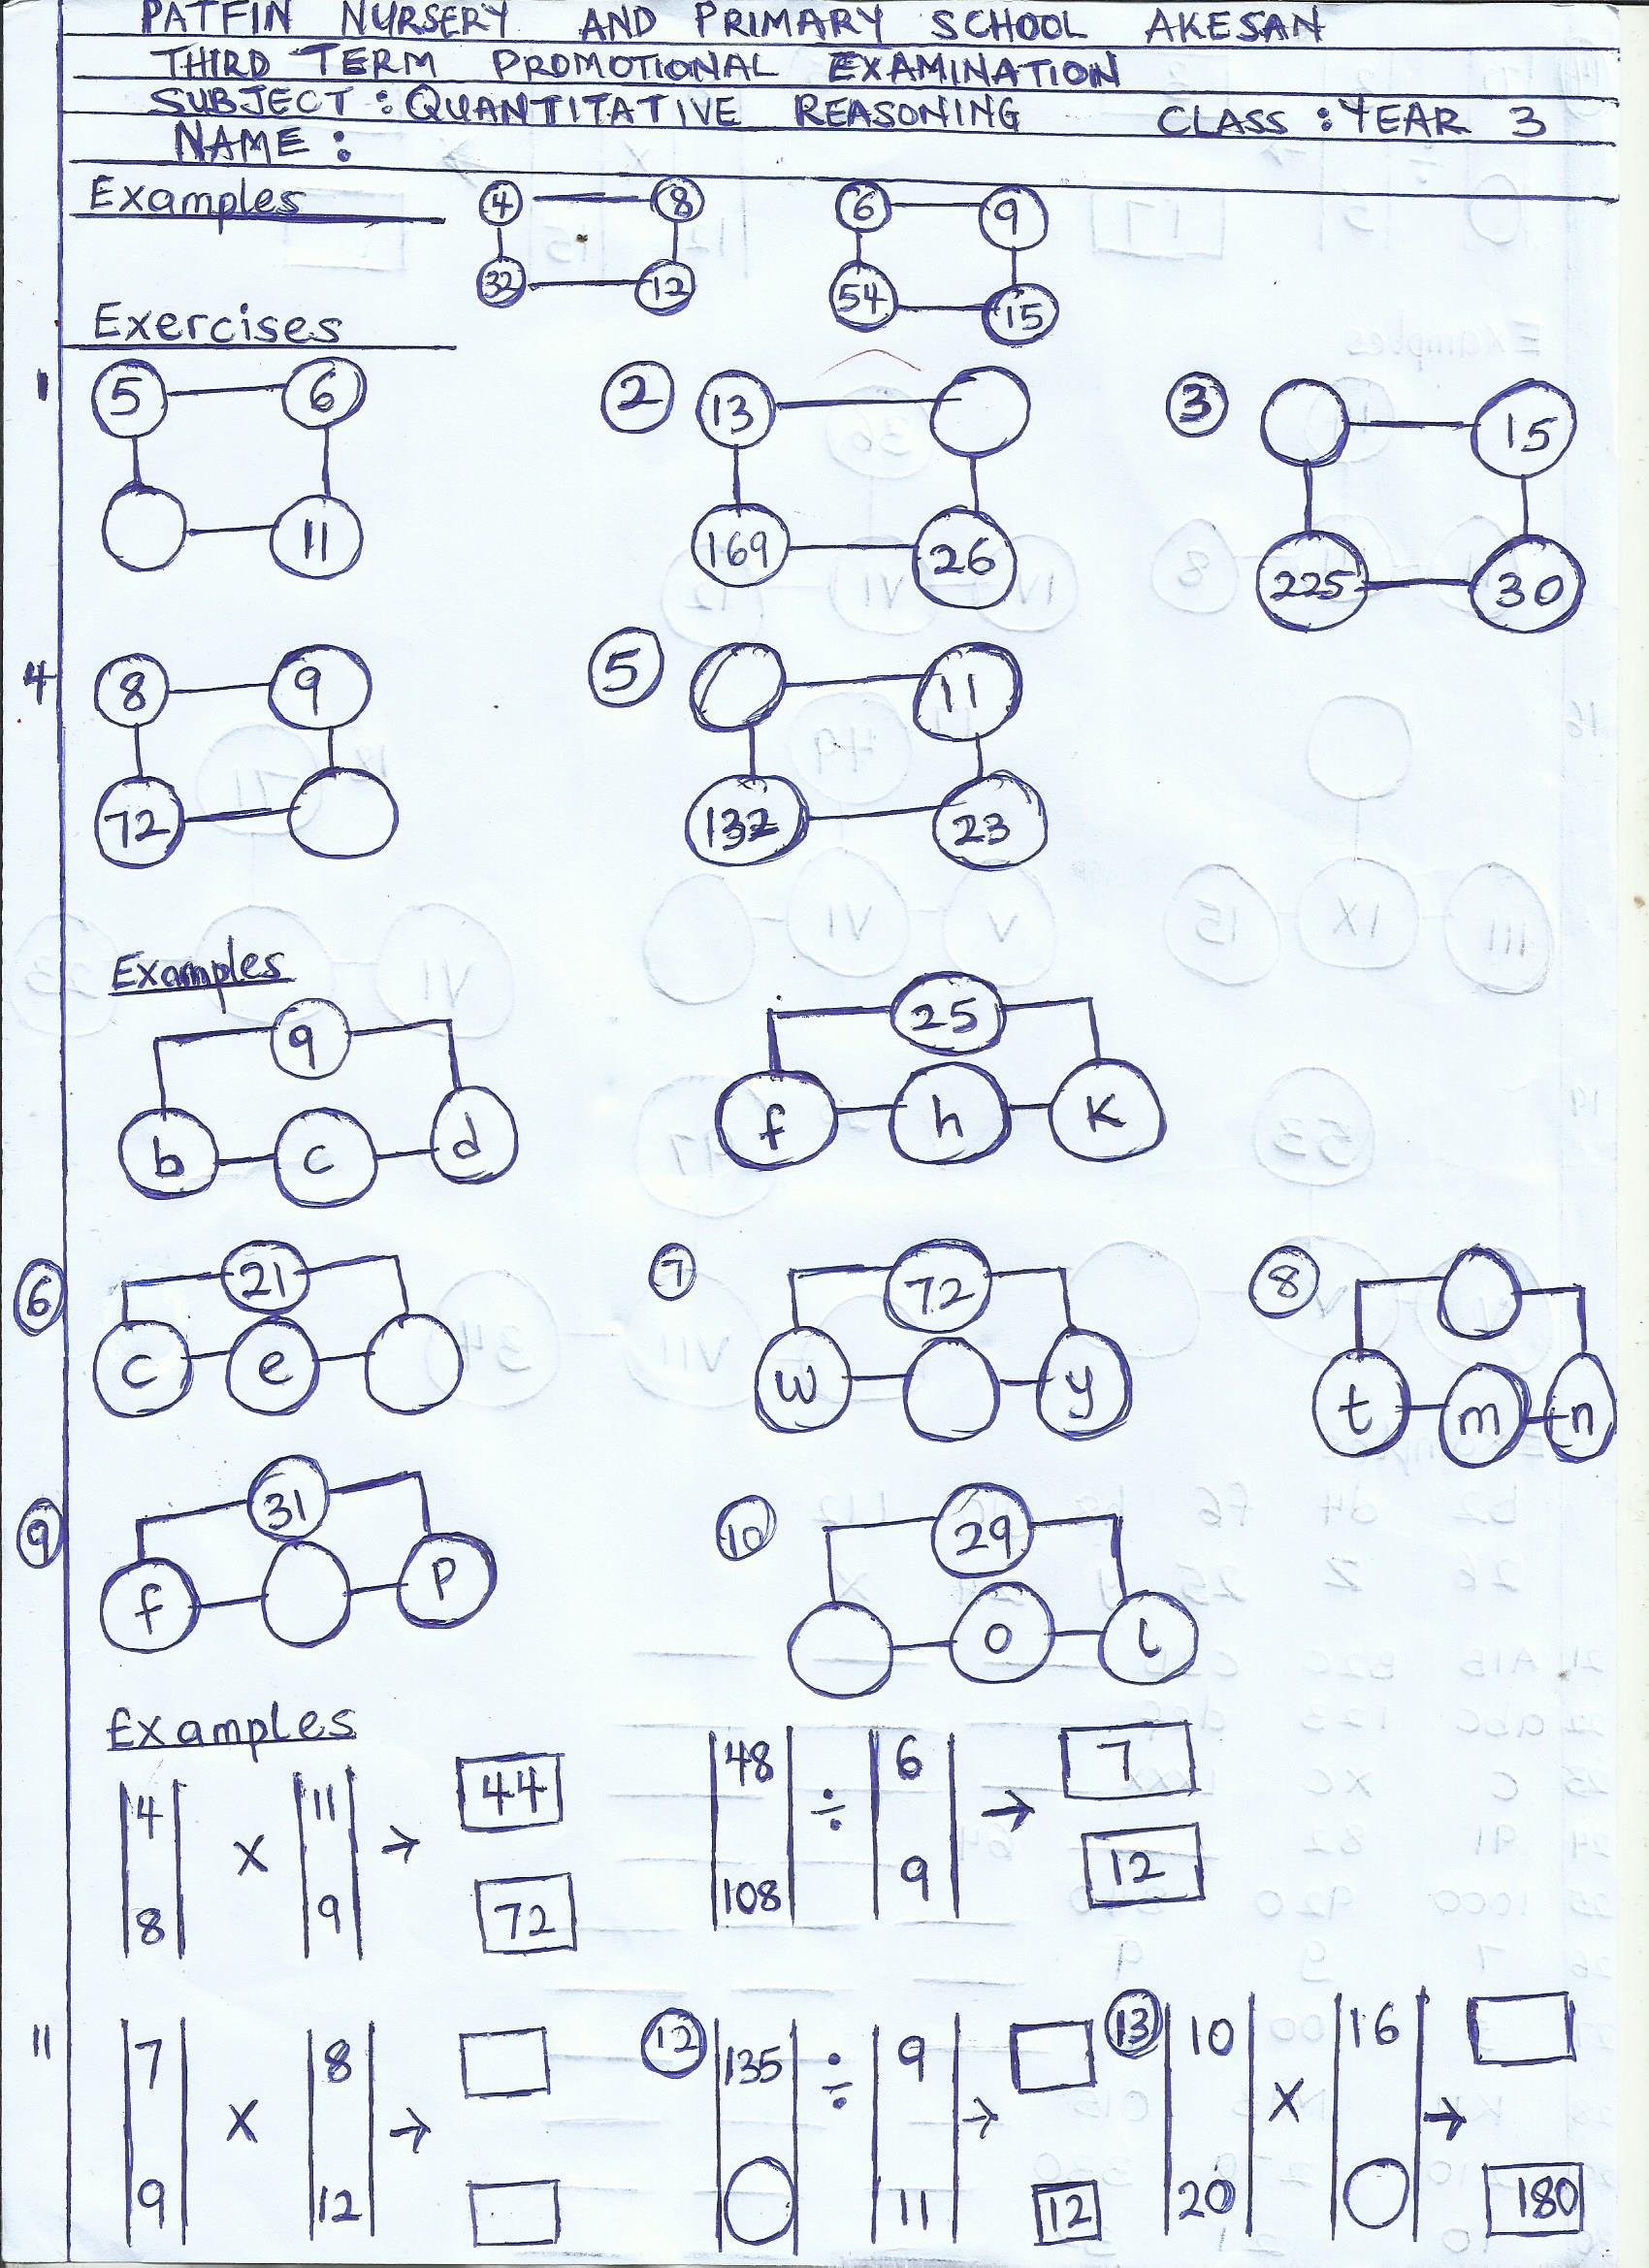 PATFIN NURSERY AND PRIMARY SCHOOL AKESAN
THIRD TERM PROMOTIONAL EXAMINATION
SUBJECT : QUANTITATIVE REASONING CLASS : YEAR 3
NAME :
Examples 4 8 6 9
32 12 54 15
Exercises
1 5 6 2 13 3 15
11 169 26 225 30
4 8 9 5 11
72 132 23
Examples
9 25
b c d f h K
6 21 7 72 8
c e w y t m n
9 31 10 29
f P o l
Examples
4 x 11 → 44 48 ÷ 6 → 7
8 9 72 108 9 12
11 7 x 8 → 12 135 ÷ 9 → 13 10 x 16 →
9 12 11 12 20 180